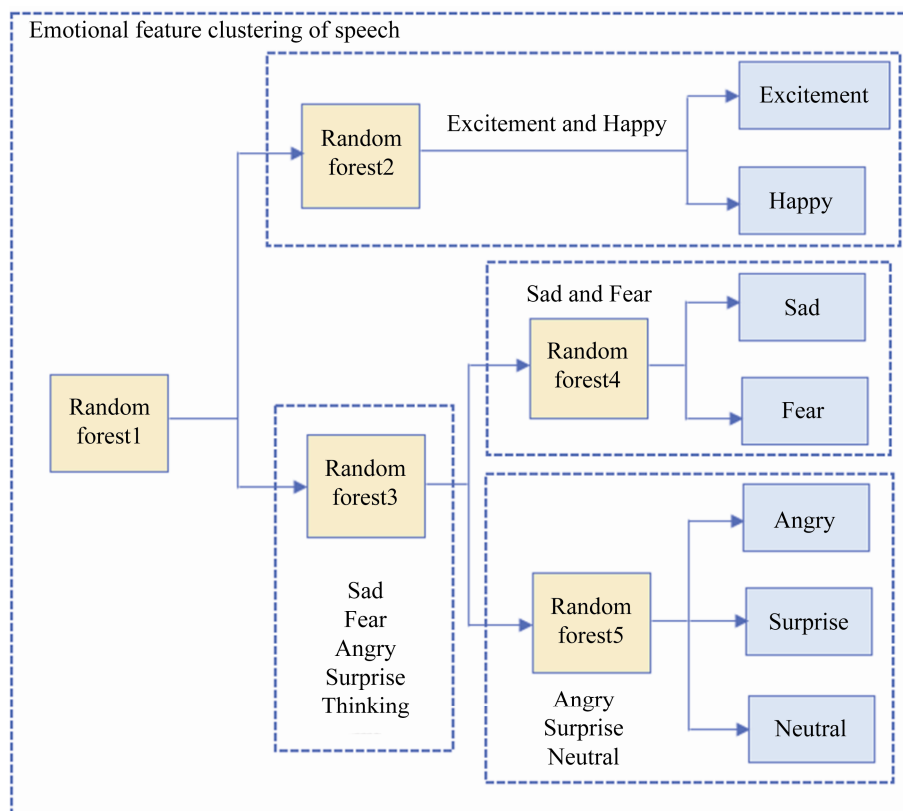 Emotional feature clustering of speech
Random
forest1
Random
forest2
Excitement and Happy
Excitement
Happy
Random
forest3
Sad
Fear
Angry
Surprise
Thinking
Sad and Fear
Random
forest4
Sad
Fear
Random
forest5
Angry
Surprise
Neutral
Angry
Surprise
Neutral